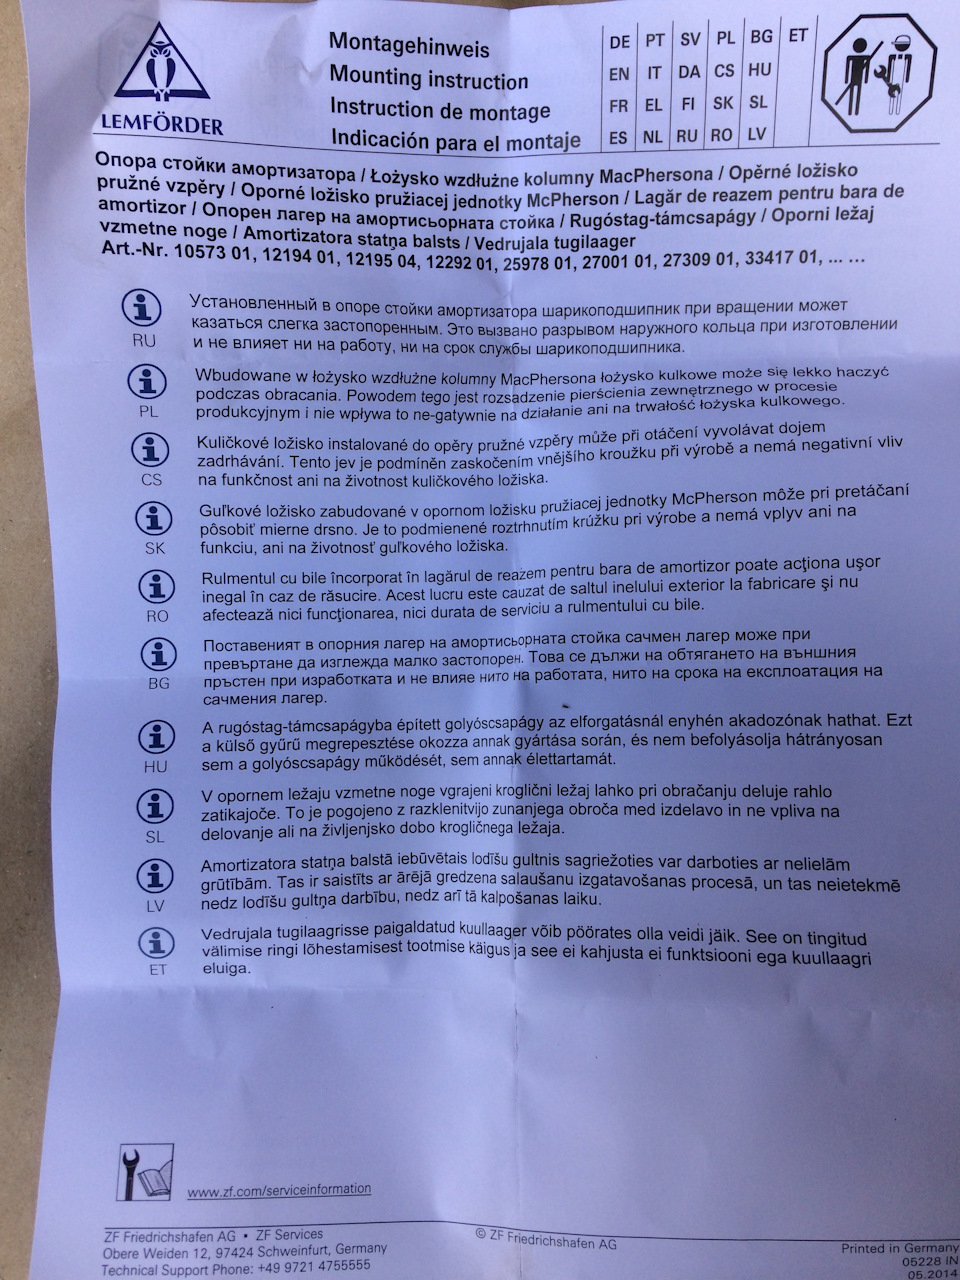 LEMFÖRDER
Montagehinweis
Mounting instruction
Instruction de montage
Indicación para el montaje
DE PT SV PL BG ET
EN IT DA CS HU
FR EL FI SK SL
ES NL RU RO LV
Опора стойки амортизатора / Łożysko wzdłużne kolumny MacPhersona / Opěrné ložisko
pružné vzpěry / Oporné ložisko pružiacej jednotky McPherson / Lagăr de reazem pentru bara de
amortizor / Опорен лагер на амортисьорната стойка / Rugóstag-támcsapágy / Oporni ležaj
vzmetne noge / Amortizatora statņa balsts / Vedrujala tugilaager
Art.-Nr. 10573 01, 12194 01, 12195 04, 12292 01, 25978 01, 27001 01, 27309 01, 33417 01, ... ...
Установленный в опоре стойки амортизатора шарикоподшипник при вращении может
казаться слегка застопоренным. Это вызвано разрывом наружного кольца при изготовлении
и не влияет ни на работу, ни на срок службы шарикоподшипника.
RU
Wbudowane w łożysko wzdłużne kolumny MacPhersona łożysko kulkowe może się lekko haczyć
podczas obracania. Powodem tego jest rozsadzenie pierścienia zewnętrznego w procesie
produkcyjnym i nie wpływa to ne-gatywnie na działanie ani na trwałość łożyska kulkowego.
PL
Kuličkové ložisko instalované do opěry pružné vzpěry může při otáčení vyvolávat dojem
zadrhávání. Tento jev je podmíněn zaskočením vnějšího kroužku při výrobě a nemá negativní vliv
na funkčnost ani na životnost kuličkového ložiska.
CS
Guľkové ložisko zabudované v opornom ložisku pružiacej jednotky McPherson môže pri pretáčaní
pôsobiť mierne drsno. Je to podmienené roztrhnutím krúžku pri výrobe a nemá vplyv ani na
funkciu, ani na životnosť guľkového ložiska.
SK
Rulmentul cu bile încorporat în lagărul de reazem pentru bara de amortizor poate acţiona uşor
inegal în caz de răsucire. Acest lucru este cauzat de saltul inelului exterior la fabricare şi nu
afectează nici funcţionarea, nici durata de serviciu a rulmentului cu bile.
RO
Поставеният в опорния лагер на амортисьорната стойка сачмен лагер може при
превъртане да изглежда малко застопорен. Това се дължи на обтягането на външния
пръстен при изработката и не влияе нито на работата, нито на срока на експлоатация на
сачмения лагер.
BG
A rugóstag-támcsapágyba épített golyóscsapágy az elforgatásnál enyhén akadozónak hathat. Ezt
a külső gyűrű megrepesztése okozza annak gyártása során, és nem befolyásolja hátrányosan
sem a golyóscsapágy működését, sem annak élettartamát.
HU
V opornem ležaju vzmetne noge vgrajeni kroglični ležaj lahko pri obračanju deluje rahlo
zatikajoče. To je pogojeno z razklenitvijo zunanjega obroča med izdelavo in ne vpliva na
delovanje ali na življenjsko dobo krogličnega ležaja.
SL
Amortizatora statņa balstā iebūvētais lodīšu gultnis sagriežoties var darboties ar nelielām
grūtībām. Tas ir saistīts ar ārējā gredzena salaušanu izgatavošanas procesā, un tas neietekmē
nedz lodīšu gultņa darbību, nedz arī tā kalpošanas laiku.
LV
Vedrujala tugilaagrisse paigaldatud kuullaager võib pöörates olla veidi jäik. See on tingitud
välimise ringi lõhestamisest tootmise käigus ja see ei kahjusta ei funktsiooni ega kuullaagri
eluiga.
ET
www.zf.com/serviceinformation
ZF Friedrichshafen AG ▪ ZF Services
Obere Weiden 12, 97424 Schweinfurt, Germany
Technical Support Phone: +49 9721 4755555
© ZF Friedrichshafen AG
Printed in Germany
05228 IN
05.2014